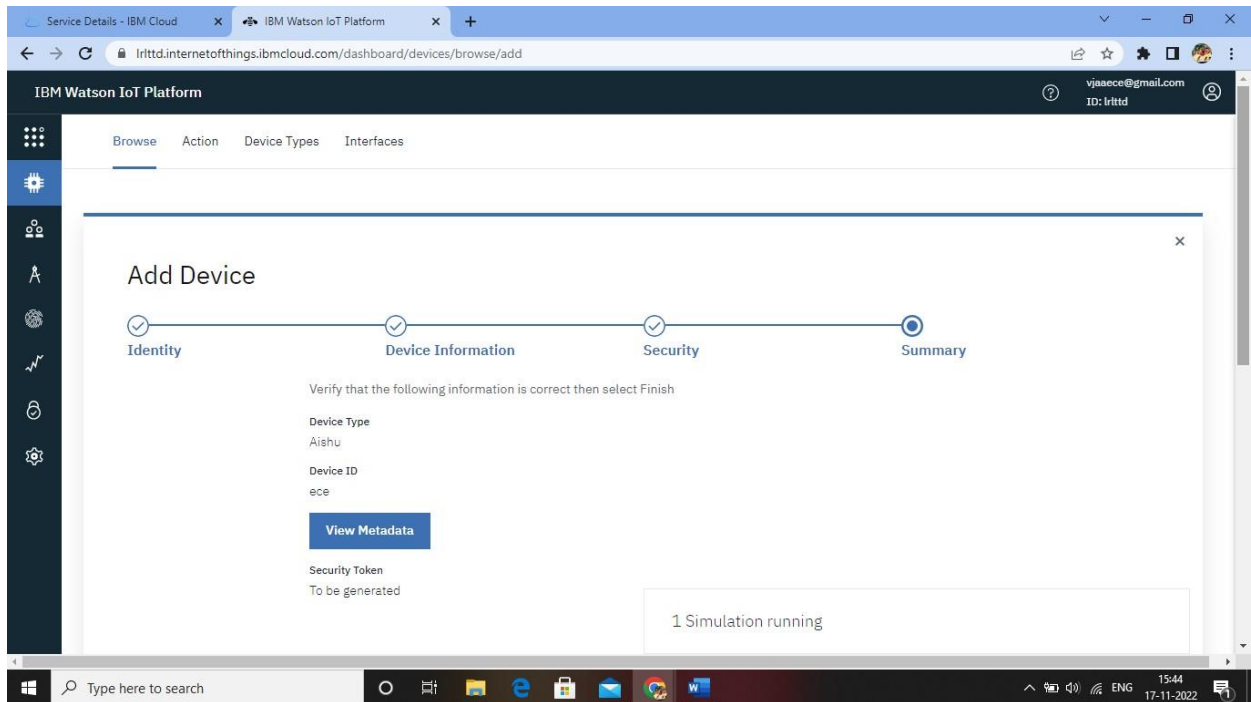 Service Details - IBM Cloud
IBM Watson IoT Platform
lrlttd.internetofthings.ibmcloud.com/dashboard/devices/browse/add
IBM Watson IoT Platform
vjaaece@gmail.com
ID: lrlttd
Browse Action Device Types Interfaces
Add Device
Identity Device Information Security Summary
Verify that the following information is correct then select Finish
Device Type
Aishu
Device ID
ece
View Metadata
Security Token
To be generated
1 Simulation running
Type here to search
ENG
15:44
17-11-2022